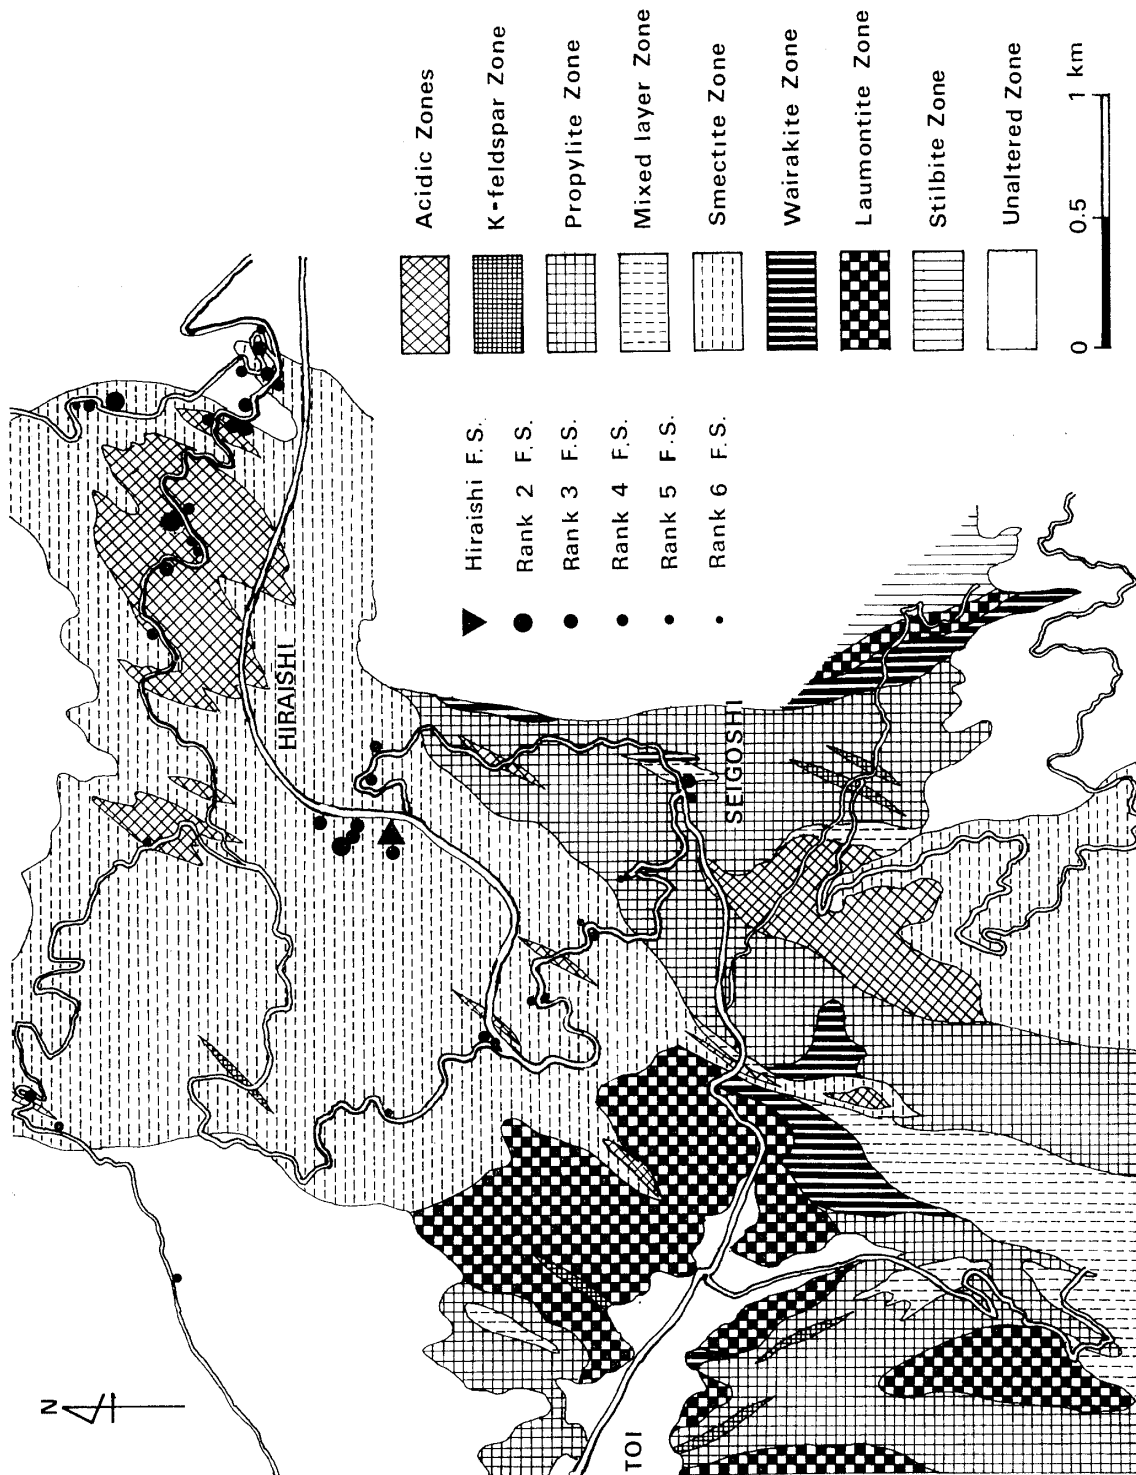 Acidic Zones
K-feldspar Zone
Propylite Zone
Mixed layer Zone
Smectite Zone
Wairakite Zone
Laumontite Zone
Stilbite Zone
Unaltered Zone
0 0.5 1 km
Hiraishi F.S.
Rank 2 F.S.
Rank 3 F.S.
Rank 4 F.S.
Rank 5 F.S.
Rank 6 F.S.
HIRAISHI
SEIGOSHI
TOI
N